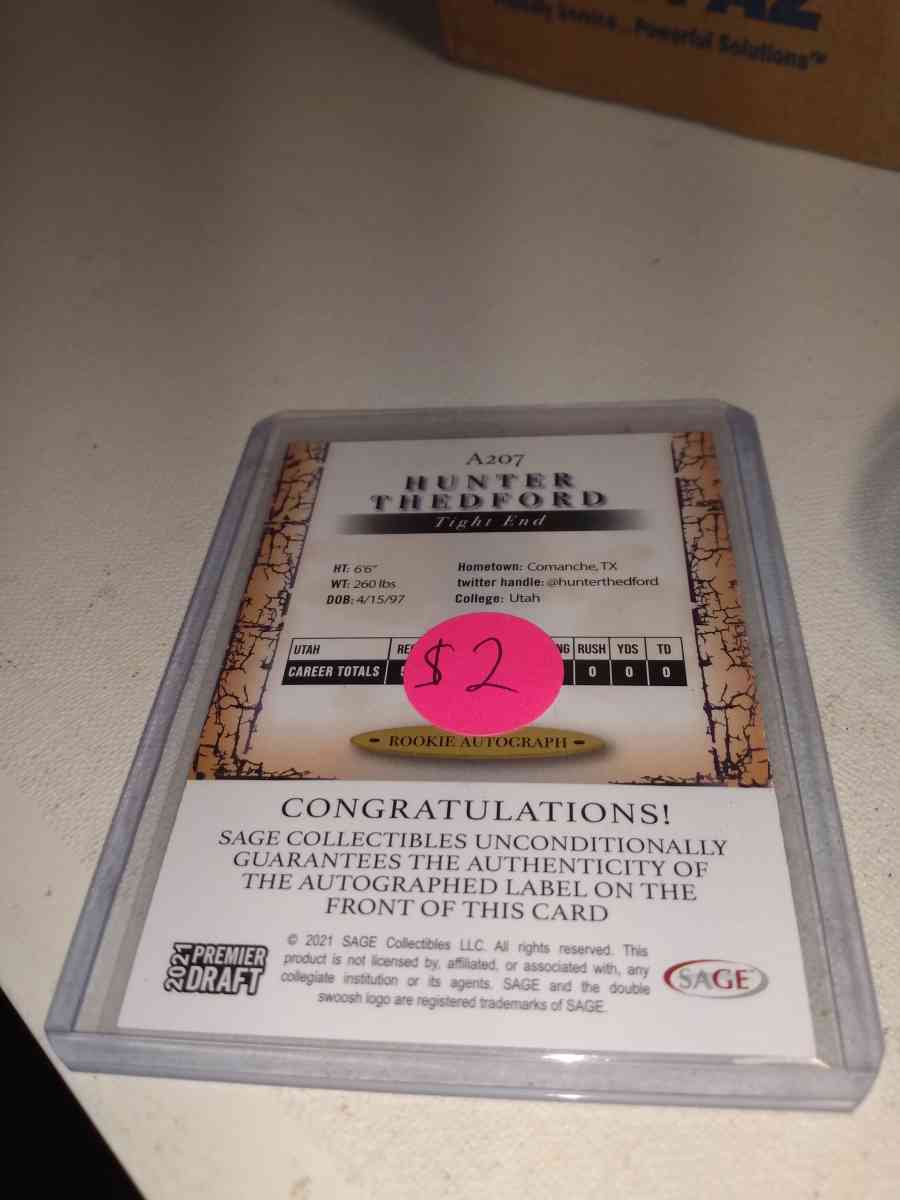 Service...Powerful Solutions™
A207
HUNTER
THEDFORD
Tight End
HT: 6'6"
WT: 260 lbs
DOB: 4/15/97
Hometown: Comanche, TX
twitter handle: @hunterthedford
College: Utah
UTAH RUSH YDS TD
CAREER TOTALS 0 0 0
$2
ROOKIE AUTOGRAPH
CONGRATULATIONS!
SAGE COLLECTIBLES UNCONDITIONALLY
GUARANTEES THE AUTHENTICITY OF
THE AUTOGRAPHED LABEL ON THE
FRONT OF THIS CARD
2021 PREMIER
DRAFT
© 2021 SAGE Collectibles LLC. All rights reserved. This
product is not licensed by, affiliated, or associated with, any
collegiate institution or its agents. SAGE and the double
swoosh logo are registered trademarks of SAGE.
SAGE